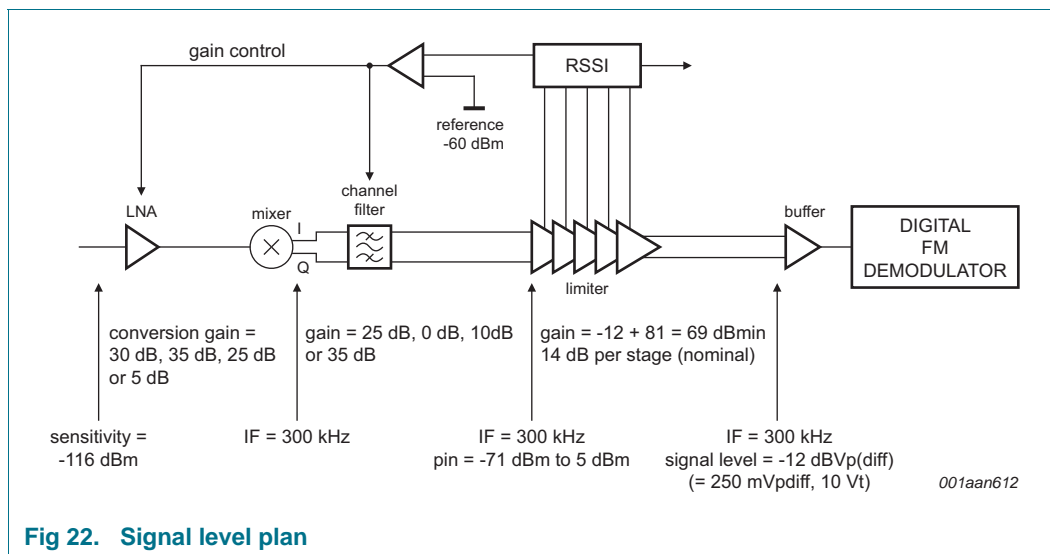 gain control
RSSI
reference
-60 dBm
LNA
mixer
I
Q
channel
filter
limiter
buffer
DIGITAL
FM
DEMODULATOR
conversion gain =
30 dB, 35 dB, 25 dB
or 5 dB
gain = 25 dB, 0 dB, 10dB
or 35 dB
gain = -12 + 81 = 69 dBmin
14 dB per stage (nominal)
sensitivity =
-116 dBm
IF = 300 kHz
IF = 300 kHz
pin = -71 dBm to 5 dBm
IF = 300 kHz
signal level = -12 dBVp(diff)
(= 250 mVpdiff, 10 Vt)
001aan612
Fig 22. Signal level plan